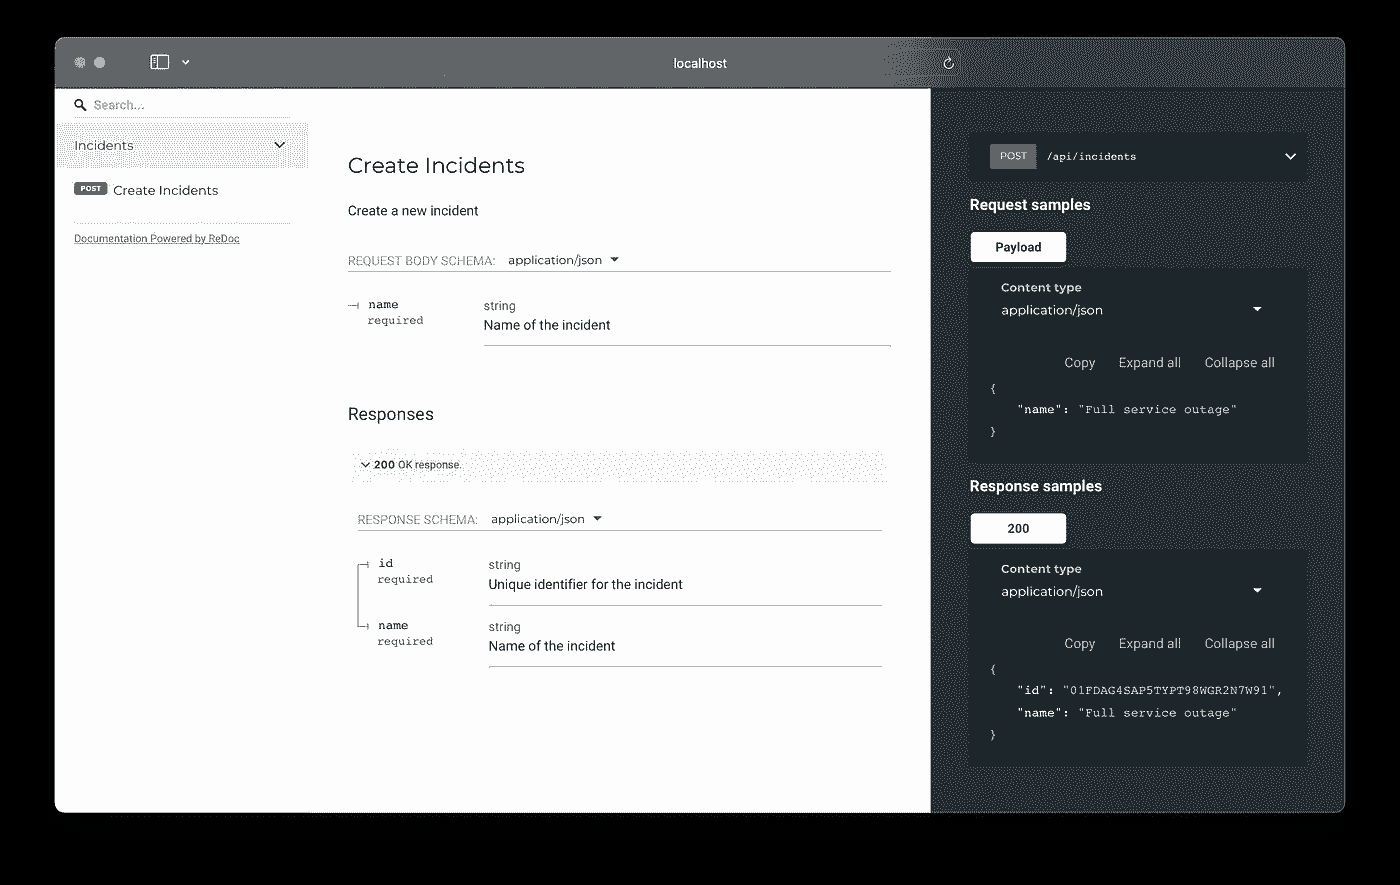 localhost
Search...
Incidents
POST Create Incidents
Documentation Powered by ReDoc
Create Incidents
Create a new incident
REQUEST BODY SCHEMA: application/json
name string
required Name of the incident
Responses
200 OK response.
RESPONSE SCHEMA: application/json
id string
required Unique identifier for the incident
name string
required Name of the incident
POST /api/incidents
Request samples
Payload
Content type
application/json
Copy Expand all Collapse all
{
"name": "Full service outage"
}
Response samples
200
Content type
application/json
Copy Expand all Collapse all
{
"id": "01FDAG4SAP5TYPT98WGR2N7W91",
"name": "Full service outage"
}